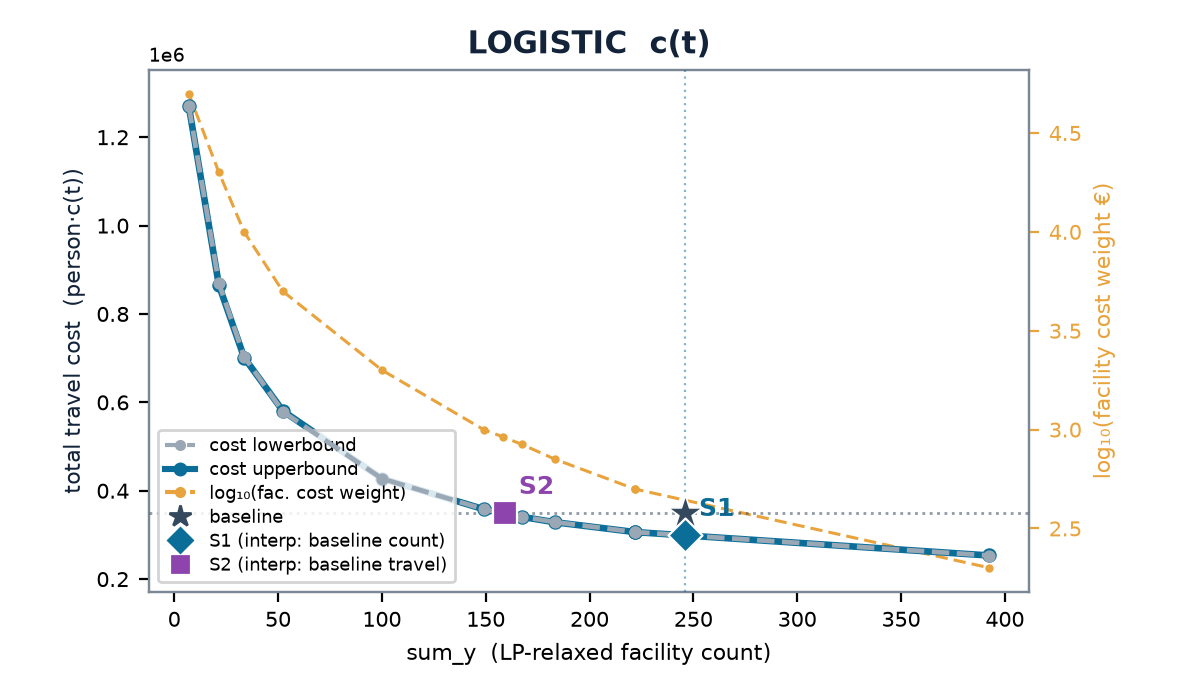 LOGISTIC  c(t)
1e6
total travel cost  (person·c(t))
1.2
1.0
0.8
0.6
0.4
0.2
4.5
4.0
3.5
3.0
2.5
log₁₀(facility cost weight €)
S2
S1
cost lowerbound
cost upperbound
log₁₀(fac. cost weight)
baseline
S1 (interp: baseline count)
S2 (interp: baseline travel)
0 50 100 150 200 250 300 350 400
sum_y  (LP-relaxed facility count)